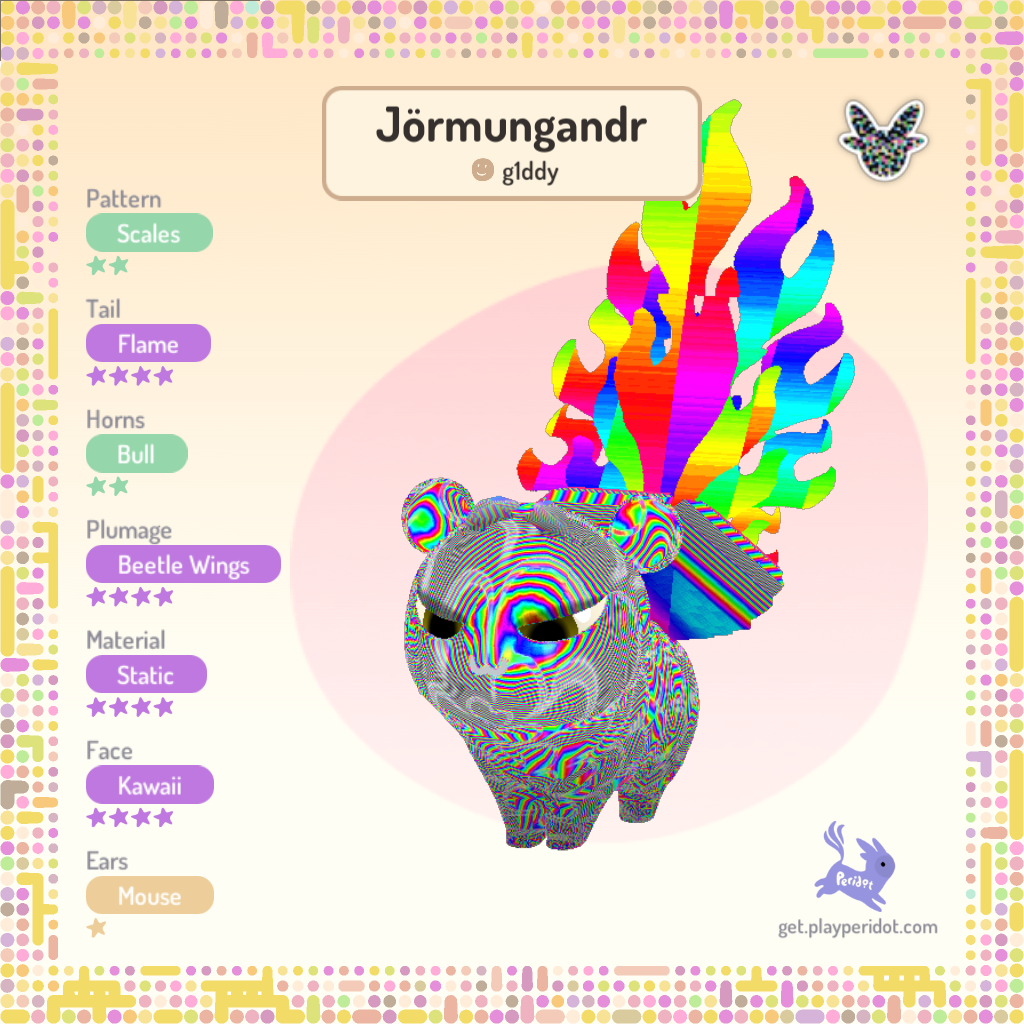 Jörmungandr
g1ddy
Pattern
Scales
Tail
Flame
Horns
Bull
Plumage
Beetle Wings
Material
Static
Face
Kawaii
Ears
Mouse
Peridot
get.playperidot.com